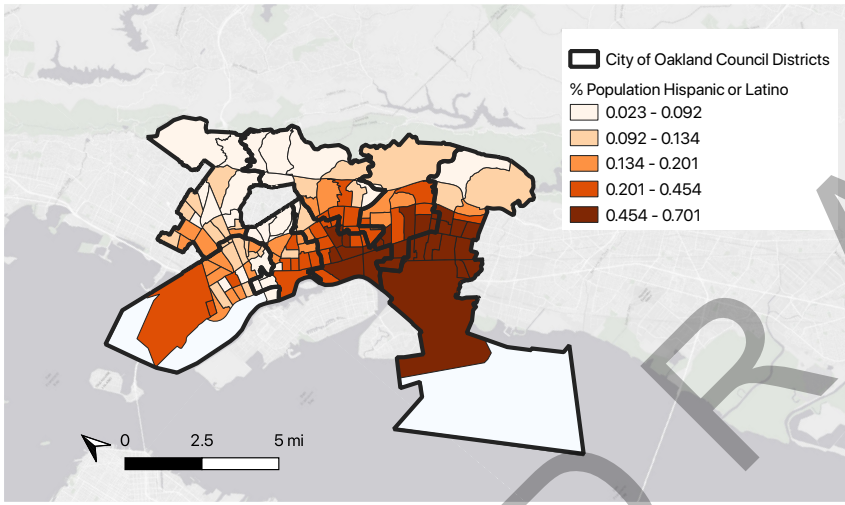 City of Oakland Council Districts
% Population Hispanic or Latino
0.023 - 0.092
0.092 - 0.134
0.134 - 0.201
0.201 - 0.454
0.454 - 0.701
0 2.5 5 mi